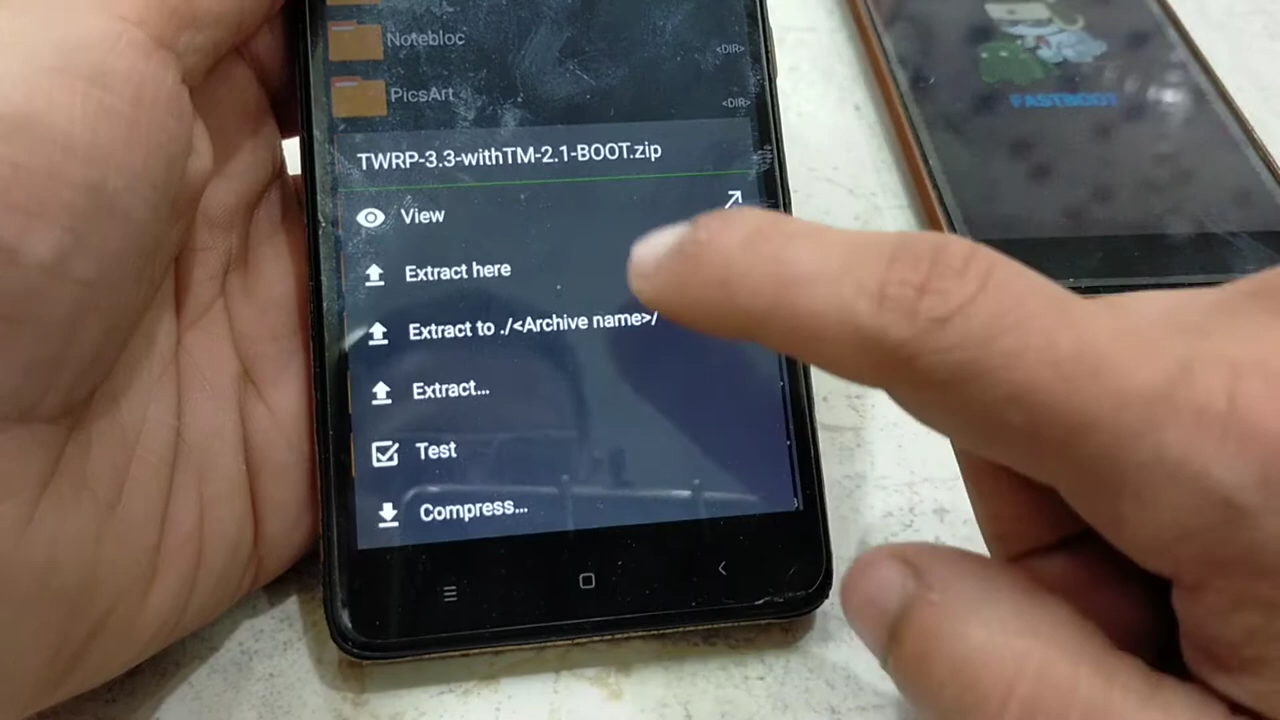 Notebloc
<DIR>
PicsArt
<DIR>
TWRP-3.3-withTM-2.1-BOOT.zip
View
Extract here
Extract to ./<Archive name>/
Extract...
Test
Compress...
FASTBOOT